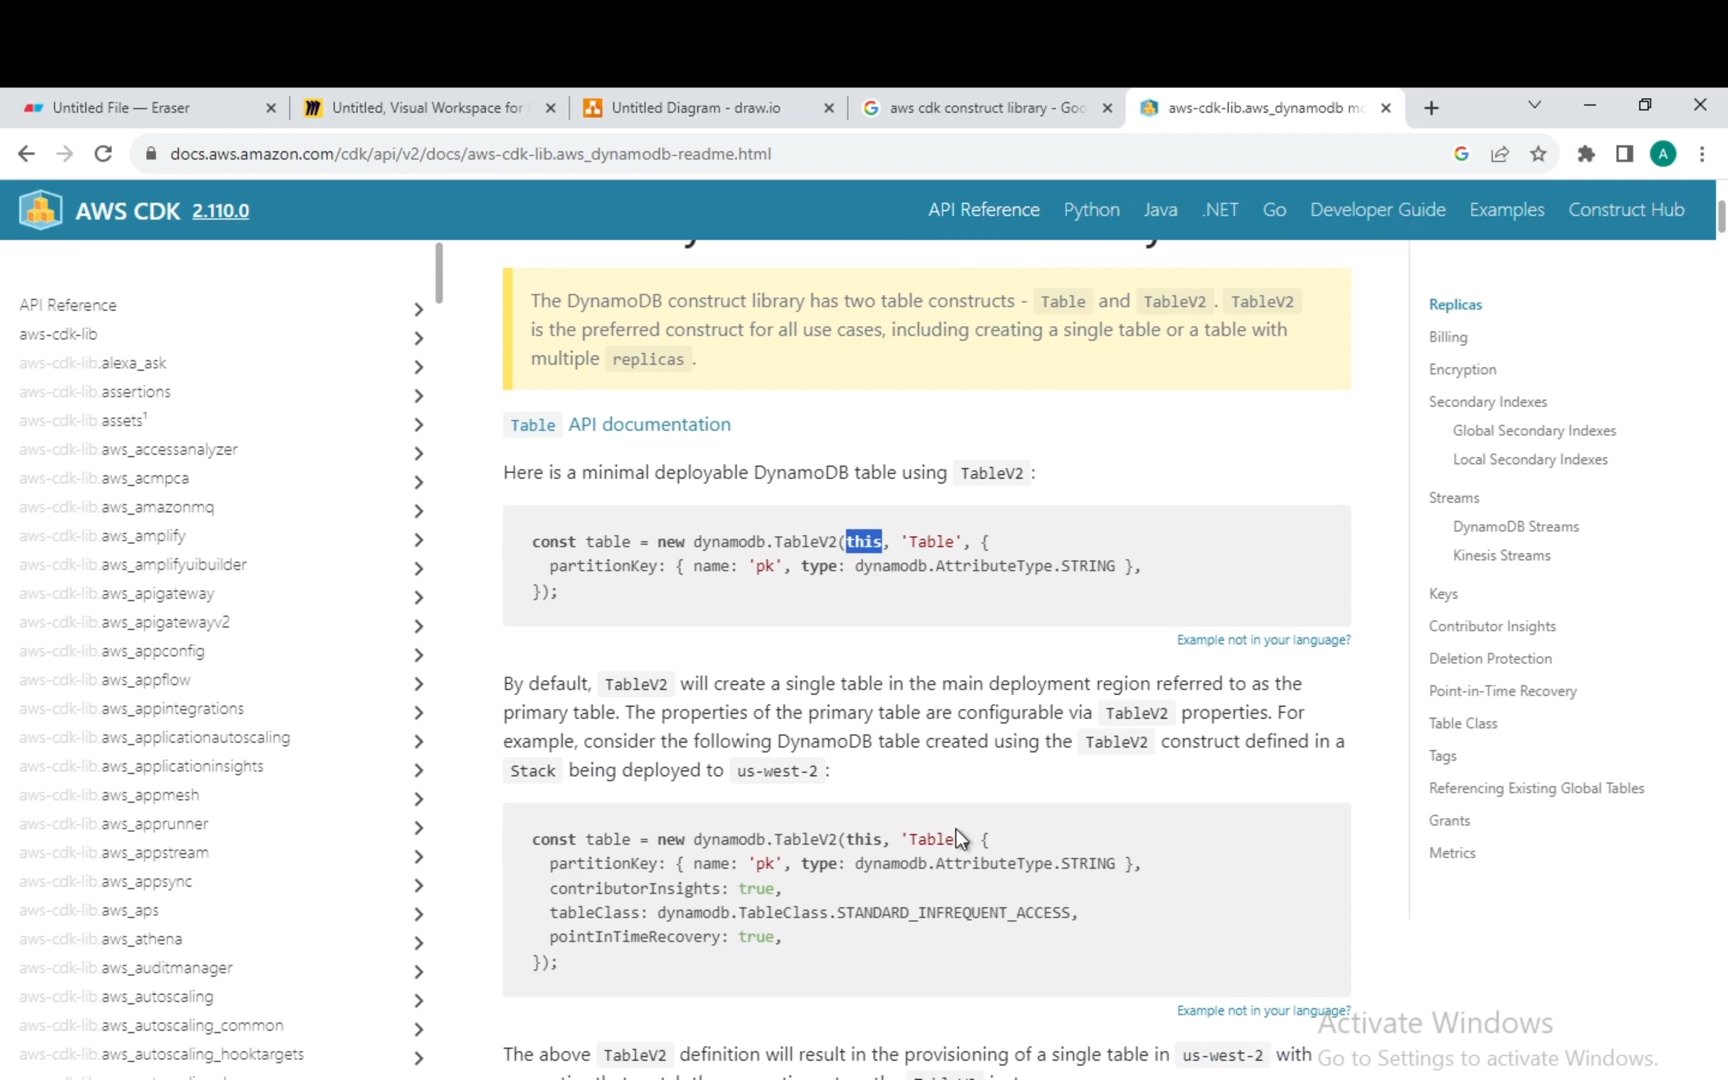 Untitled File — Eraser
Untitled, Visual Workspace for
Untitled Diagram - draw.io
aws cdk construct library - Goo
aws-cdk-lib.aws_dynamodb mo
docs.aws.amazon.com/cdk/api/v2/docs/aws-cdk-lib.aws_dynamodb-readme.html
A
AWS CDK 2.110.0
API Reference Python Java .NET Go Developer Guide Examples Construct Hub
API Reference
aws-cdk-lib
aws-cdk-lib.alexa_ask
aws-cdk-lib.assertions
aws-cdk-lib.assets¹
aws-cdk-lib.aws_accessanalyzer
aws-cdk-lib.aws_acmpca
aws-cdk-lib.aws_amazonmq
aws-cdk-lib.aws_amplify
aws-cdk-lib.aws_amplifyuibuilder
aws-cdk-lib.aws_apigateway
aws-cdk-lib.aws_apigatewayv2
aws-cdk-lib.aws_appconfig
aws-cdk-lib.aws_appflow
aws-cdk-lib.aws_appintegrations
aws-cdk-lib.aws_applicationautoscaling
aws-cdk-lib.aws_applicationinsights
aws-cdk-lib.aws_appmesh
aws-cdk-lib.aws_apprunner
aws-cdk-lib.aws_appstream
aws-cdk-lib.aws_appsync
aws-cdk-lib.aws_aps
aws-cdk-lib.aws_athena
aws-cdk-lib.aws_auditmanager
aws-cdk-lib.aws_autoscaling
aws-cdk-lib.aws_autoscaling_common
aws-cdk-lib.aws_autoscaling_hooktargets
The DynamoDB construct library has two table constructs - Table and TableV2. TableV2
is the preferred construct for all use cases, including creating a single table or a table with
multiple replicas.
Table API documentation
Here is a minimal deployable DynamoDB table using TableV2:
const table = new dynamodb.TableV2(this, 'Table', {
partitionKey: { name: 'pk', type: dynamodb.AttributeType.STRING },
});
Example not in your language?
By default, TableV2 will create a single table in the main deployment region referred to as the
primary table. The properties of the primary table are configurable via TableV2 properties. For
example, consider the following DynamoDB table created using the TableV2 construct defined in a
Stack being deployed to us-west-2:
const table = new dynamodb.TableV2(this, 'Table {
partitionKey: { name: 'pk', type: dynamodb.AttributeType.STRING },
contributorInsights: true,
tableClass: dynamodb.TableClass.STANDARD_INFREQUENT_ACCESS,
pointInTimeRecovery: true,
});
Example not in your language?
The above TableV2 definition will result in the provisioning of a single table in us-west-2 with
Replicas
Billing
Encryption
Secondary Indexes
Global Secondary Indexes
Local Secondary Indexes
Streams
DynamoDB Streams
Kinesis Streams
Keys
Contributor Insights
Deletion Protection
Point-in-Time Recovery
Table Class
Tags
Referencing Existing Global Tables
Grants
Metrics
Activate Windows
Go to Settings to activate Windows.